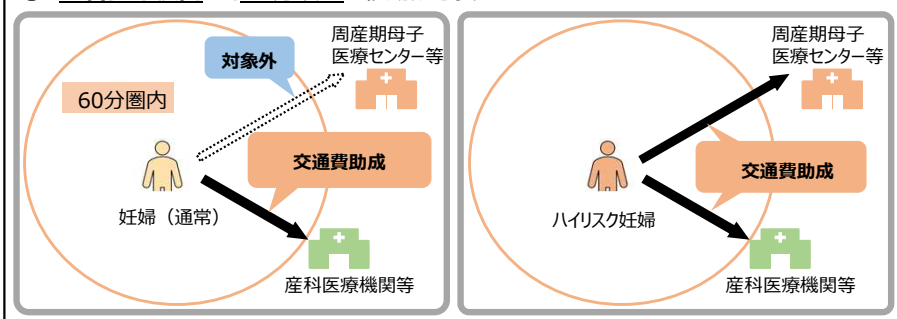 周産期母子
医療センター等
対象外
60分圏内
交通費助成
妊婦（通常）
産科医療機関等
周産期母子
医療センター等
交通費助成
ハイリスク妊婦
産科医療機関等